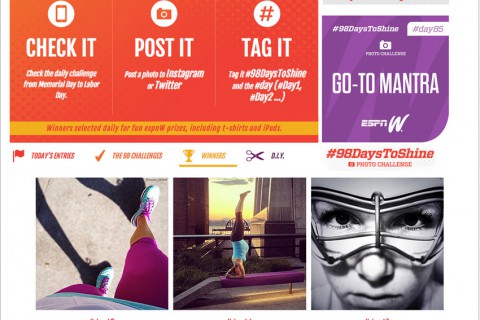 CHECK IT
Check the daily challenge
from Memorial Day to Labor
Day.
POST IT
Post a photo to Instagram
or Twitter
#
TAG IT
Tag it #98DaysToShine
and the #day (#Day1,
#Day2 ...)
Winners selected daily for fun espnW prizes, including t-shirts and iPods.
#98DaysToShine
#day85
PHOTO CHALLENGE
GO-TO MANTRA
ESPN W
#98DaysToShine
PHOTO CHALLENGE
TODAY'S ENTRIES
THE 98 CHALLENGES
WINNERS
D.I.Y.